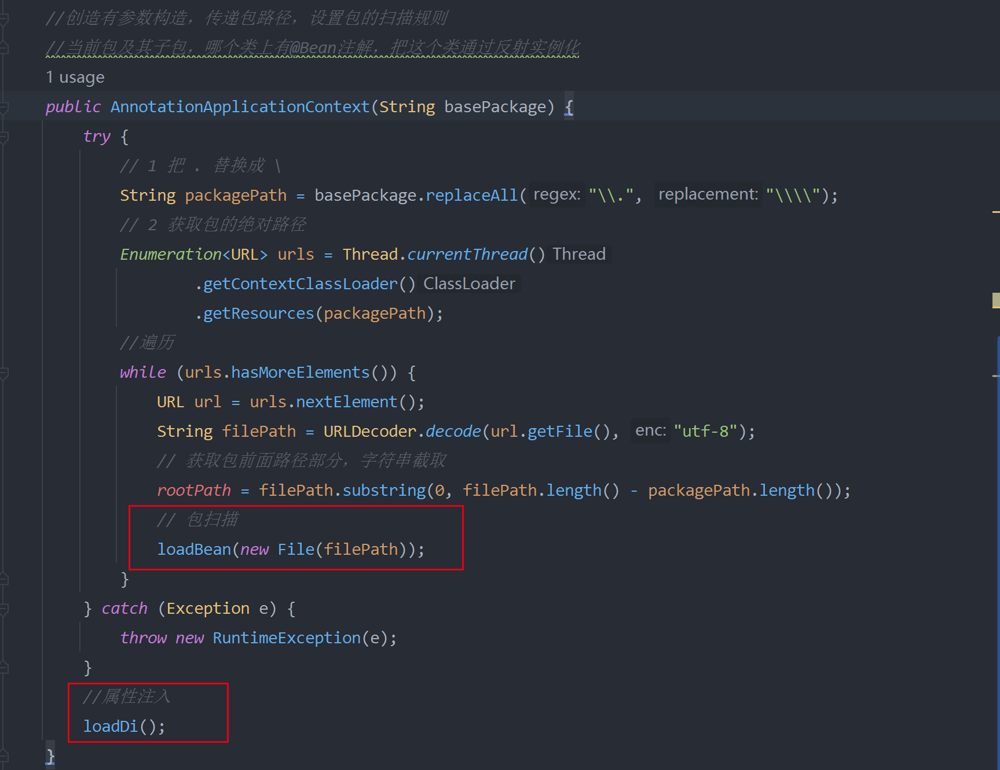 //创造有参数构造，传递包路径，设置包的扫描规则
//当前包及其子包，哪个类上有@Bean注解，把这个类通过反射实例化
1 usage
public AnnotationApplicationContext(String basePackage) {
try {
// 1 把 . 替换成 \
String packagePath = basePackage.replaceAll( regex: "\\.", replacement: "\\\\");
// 2 获取包的绝对路径
Enumeration<URL> urls = Thread.currentThread() Thread
.getContextClassLoader() ClassLoader
.getResources(packagePath);
//遍历
while (urls.hasMoreElements()) {
URL url = urls.nextElement();
String filePath = URLDecoder.decode(url.getFile(), enc: "utf-8");
// 获取包前面路径部分，字符串截取
rootPath = filePath.substring(0, filePath.length() - packagePath.length());
// 包扫描
loadBean(new File(filePath));
}
} catch (Exception e) {
throw new RuntimeException(e);
}
//属性注入
loadDi();
}